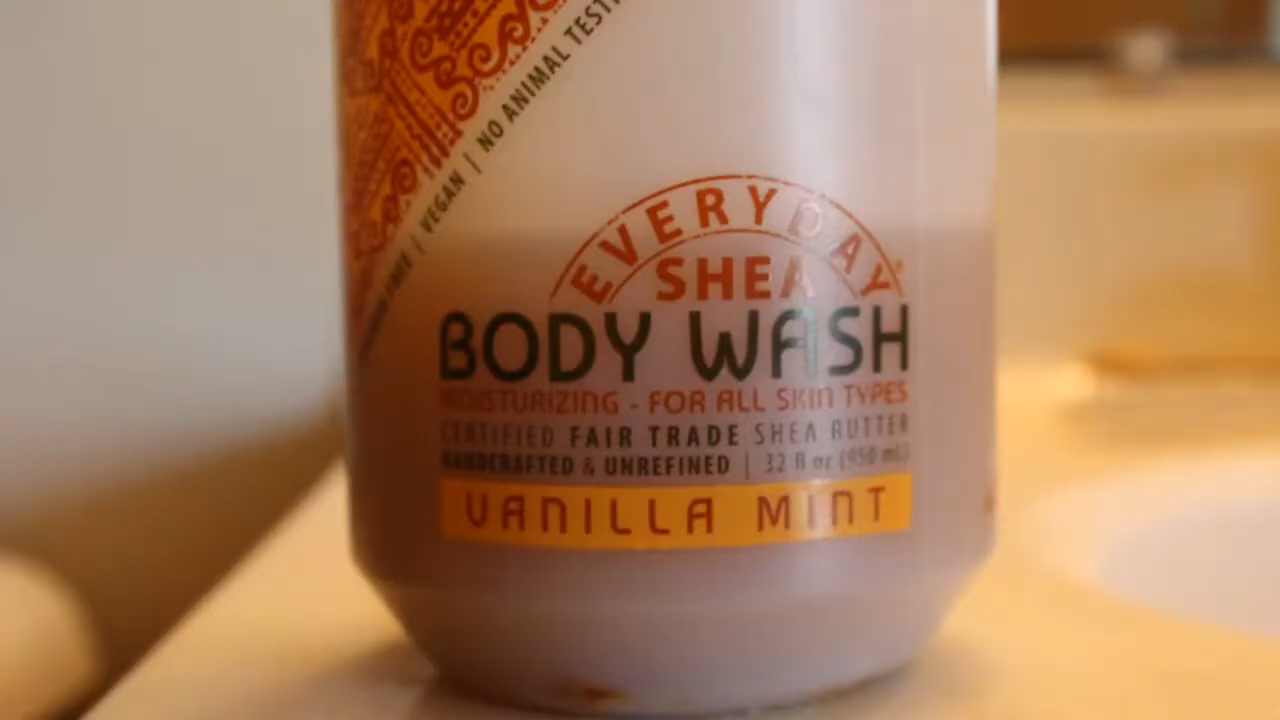 FREE | VEGAN | NO ANIMAL
EVERYDAY
SHEA
BODY WASH
MOISTURIZING - FOR ALL SKIN TYPES
CERTIFIED FAIR TRADE SHEA BUTTER
HANDCRAFTED & UNREFINED | 32 fl oz (950 mL)
VANILLA MINT